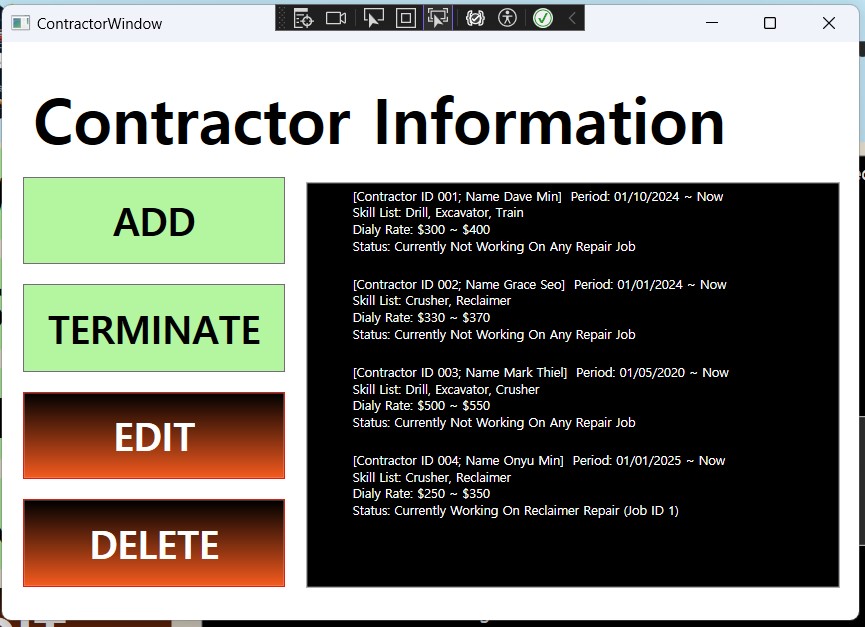 ContractorWindow
Contractor Information
ADD
TERMINATE
EDIT
DELETE
[Contractor ID 001; Name Dave Min]  Period: 01/10/2024 ~ Now
Skill List: Drill, Excavator, Train
Dialy Rate: $300 ~ $400
Status: Currently Not Working On Any Repair Job
[Contractor ID 002; Name Grace Seo]  Period: 01/01/2024 ~ Now
Skill List: Crusher, Reclaimer
Dialy Rate: $330 ~ $370
Status: Currently Not Working On Any Repair Job
[Contractor ID 003; Name Mark Thiel]  Period: 01/05/2020 ~ Now
Skill List: Drill, Excavator, Crusher
Dialy Rate: $500 ~ $550
Status: Currently Not Working On Any Repair Job
[Contractor ID 004; Name Onyu Min]  Period: 01/01/2025 ~ Now
Skill List: Crusher, Reclaimer
Dialy Rate: $250 ~ $350
Status: Currently Working On Reclaimer Repair (Job ID 1)